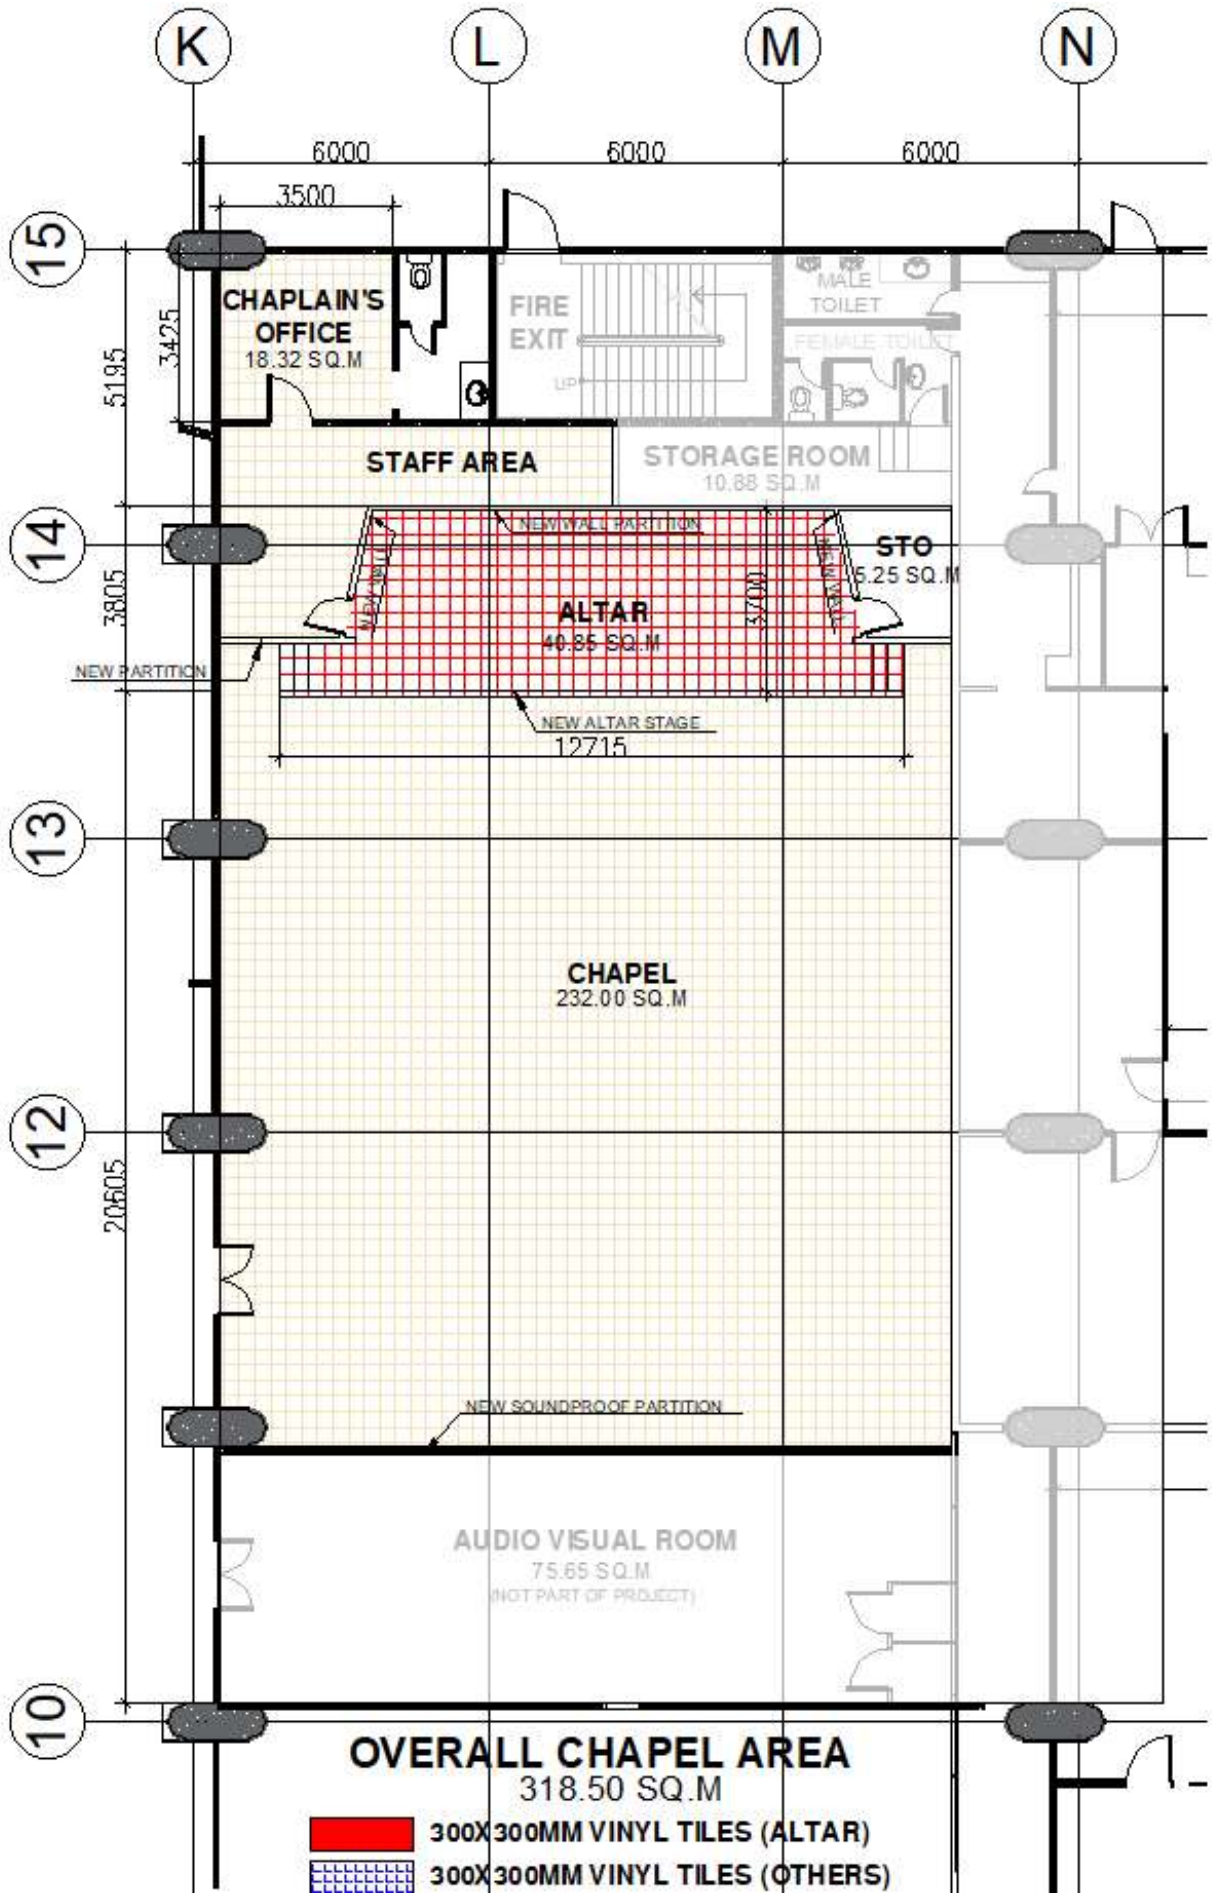 K L M N
6000 6000 6000
3500
15
CHAPLAIN'S
OFFICE
18.32 SQ.M
3425
5195
FIRE
EXIT
UP
MALE
TOILET
FEMALE TOILET
STAFF AREA
STORAGE ROOM
10.88 SQ.M
NEW WALL PARTITION
14
STO
5.25 SQ.M
NEW WALL
NEW WALL
3805
3700
ALTAR
40.85 SQ.M
NEW PARTITION
NEW ALTAR STAGE
12715
13
CHAPEL
232.00 SQ.M
12
20605
NEW SOUNDPROOF PARTITION
AUDIO VISUAL ROOM
75.65 SQ.M
(NOT PART OF PROJECT)
10
OVERALL CHAPEL AREA
318.50 SQ.M
300X300MM VINYL TILES (ALTAR)
300X300MM VINYL TILES (OTHERS)